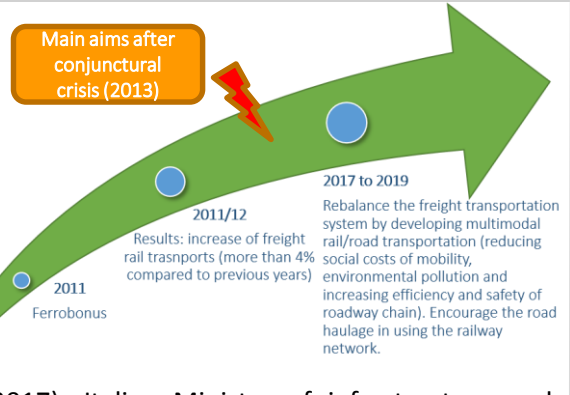 Main aims after
conjunctural
crisis (2013)
2017 to 2019
Rebalance the freight transportation
system by developing multimodal
rail/road transportation (reducing
social costs of mobility,
environmental pollution and
increasing efficiency and safety of
roadway chain). Encourage the road
haulage in using the railway
network.
2011/12
Results: increase of freight
rail trasnports (more than 4%
compared to previous years)
2011
Ferrobonus